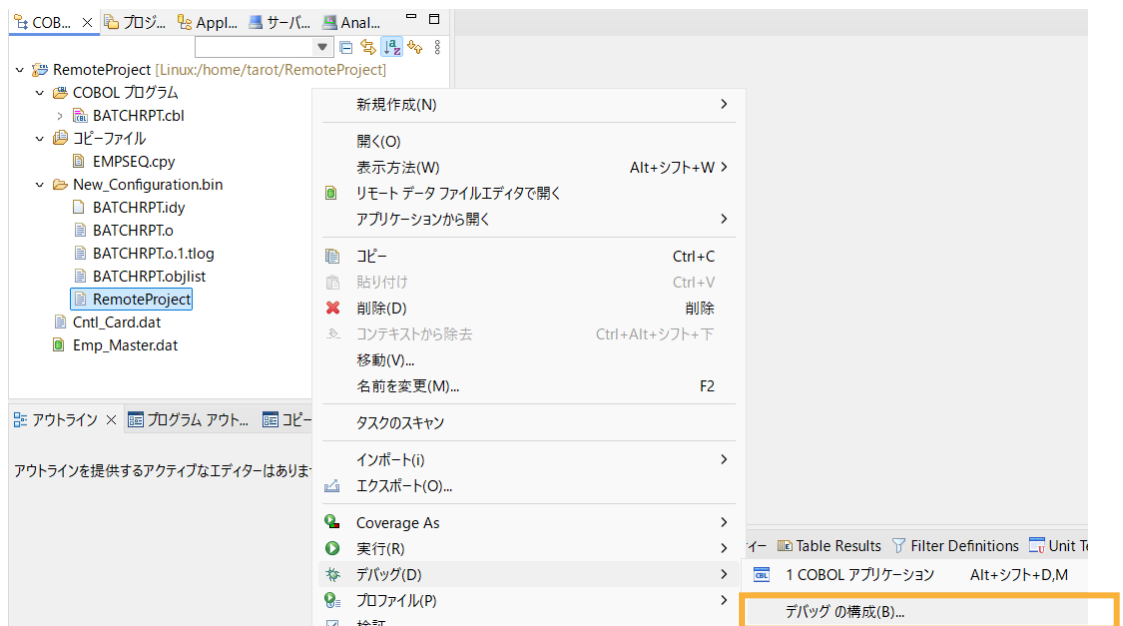 COB...
プロジ...
Appl...
サーバ...
Anal...
RemoteProject [Linux:/home/tarot/RemoteProject]
COBOL プログラム
BATCHRPT.cbl
コピーファイル
EMPSEQ.cpy
New_Configuration.bin
BATCHRPT.idy
BATCHRPT.o
BATCHRPT.o.1.tlog
BATCHRPT.objlist
RemoteProject
Cntl_Card.dat
Emp_Master.dat
アウトライン
プログラム アウト...
コピー
アウトラインを提供するアクティブなエディターはありま
新規作成(N)
開く(O)
表示方法(W) Alt+シフト+W
リモート データ ファイルエディタで開く
アプリケーションから開く
コピー Ctrl+C
貼り付け Ctrl+V
削除(D) 削除
コンテキストから除去 Ctrl+Alt+シフト+下
移動(V)...
名前を変更(M)... F2
タスクのスキャン
インポート(i)
エクスポート(O)...
Coverage As
実行(R)
デバッグ(D)
プロファイル(P)
検証
Table Results
Filter Definitions
Unit Te
1 COBOL アプリケーション Alt+シフト+D,M
デバッグ の構成(B)...